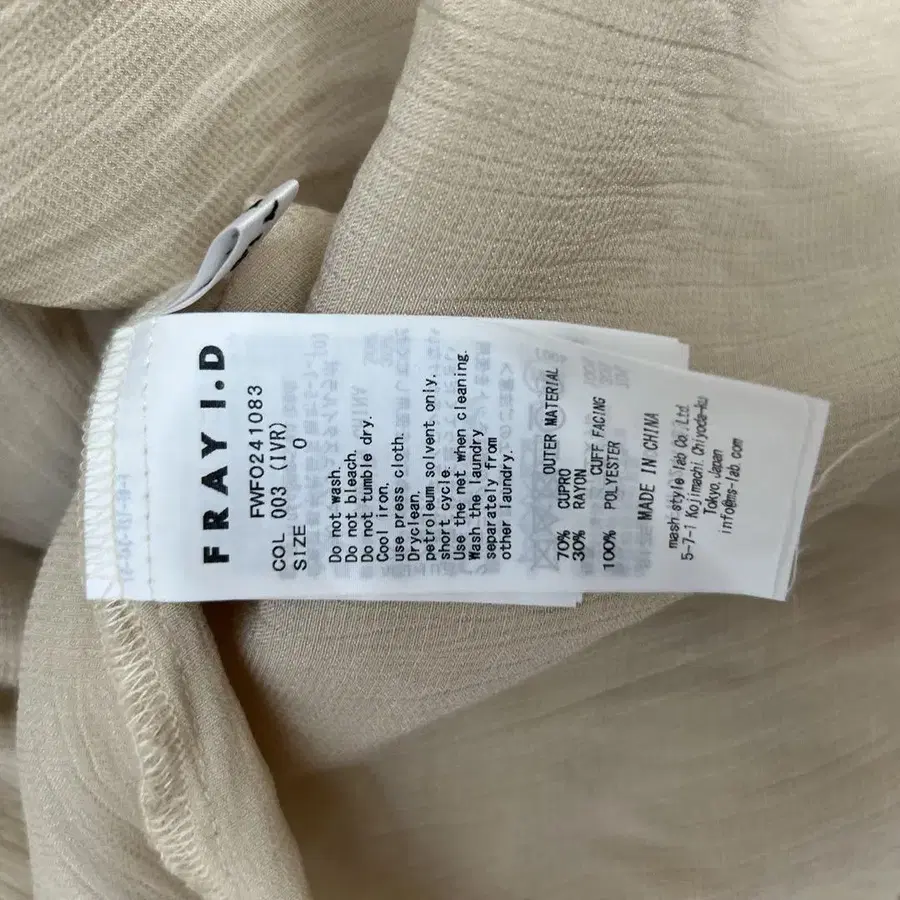 FRAY I.D
FWFO241083
COL 003 (IVR)
SIZE 0
Do not wash.
Do not bleach.
Do not tumble dry.
Cool iron.
use press cloth.
Dryclean.
petroleum solvent only.
short cycle.
Use the net when cleaning.
Wash the laundry
separately from
other laundry.
OUTER MATERIAL
70% CUPRO
30% RAYON
CUFF FACING
100% POLYESTER
MADE IN CHINA
mash style lab Co.Ltd.
5-7-1 Kojimachi.Chiyoda-ku
Tokyo,Japan
info@ms-lab.com